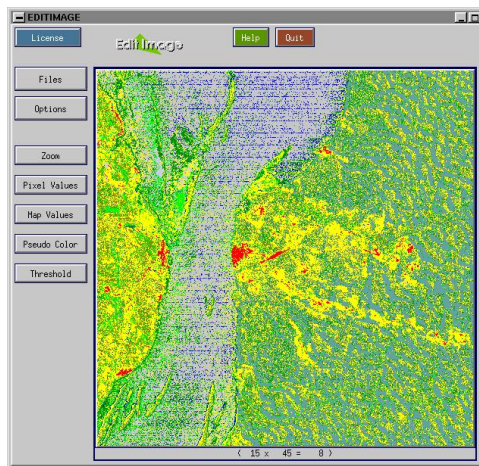 EDITIMAGE
License
EditImage
Help
Quit
Files
Options
Zoom
Pixel Values
Map Values
Pseudo Color
Threshold
( 15 x 45 = 8 )